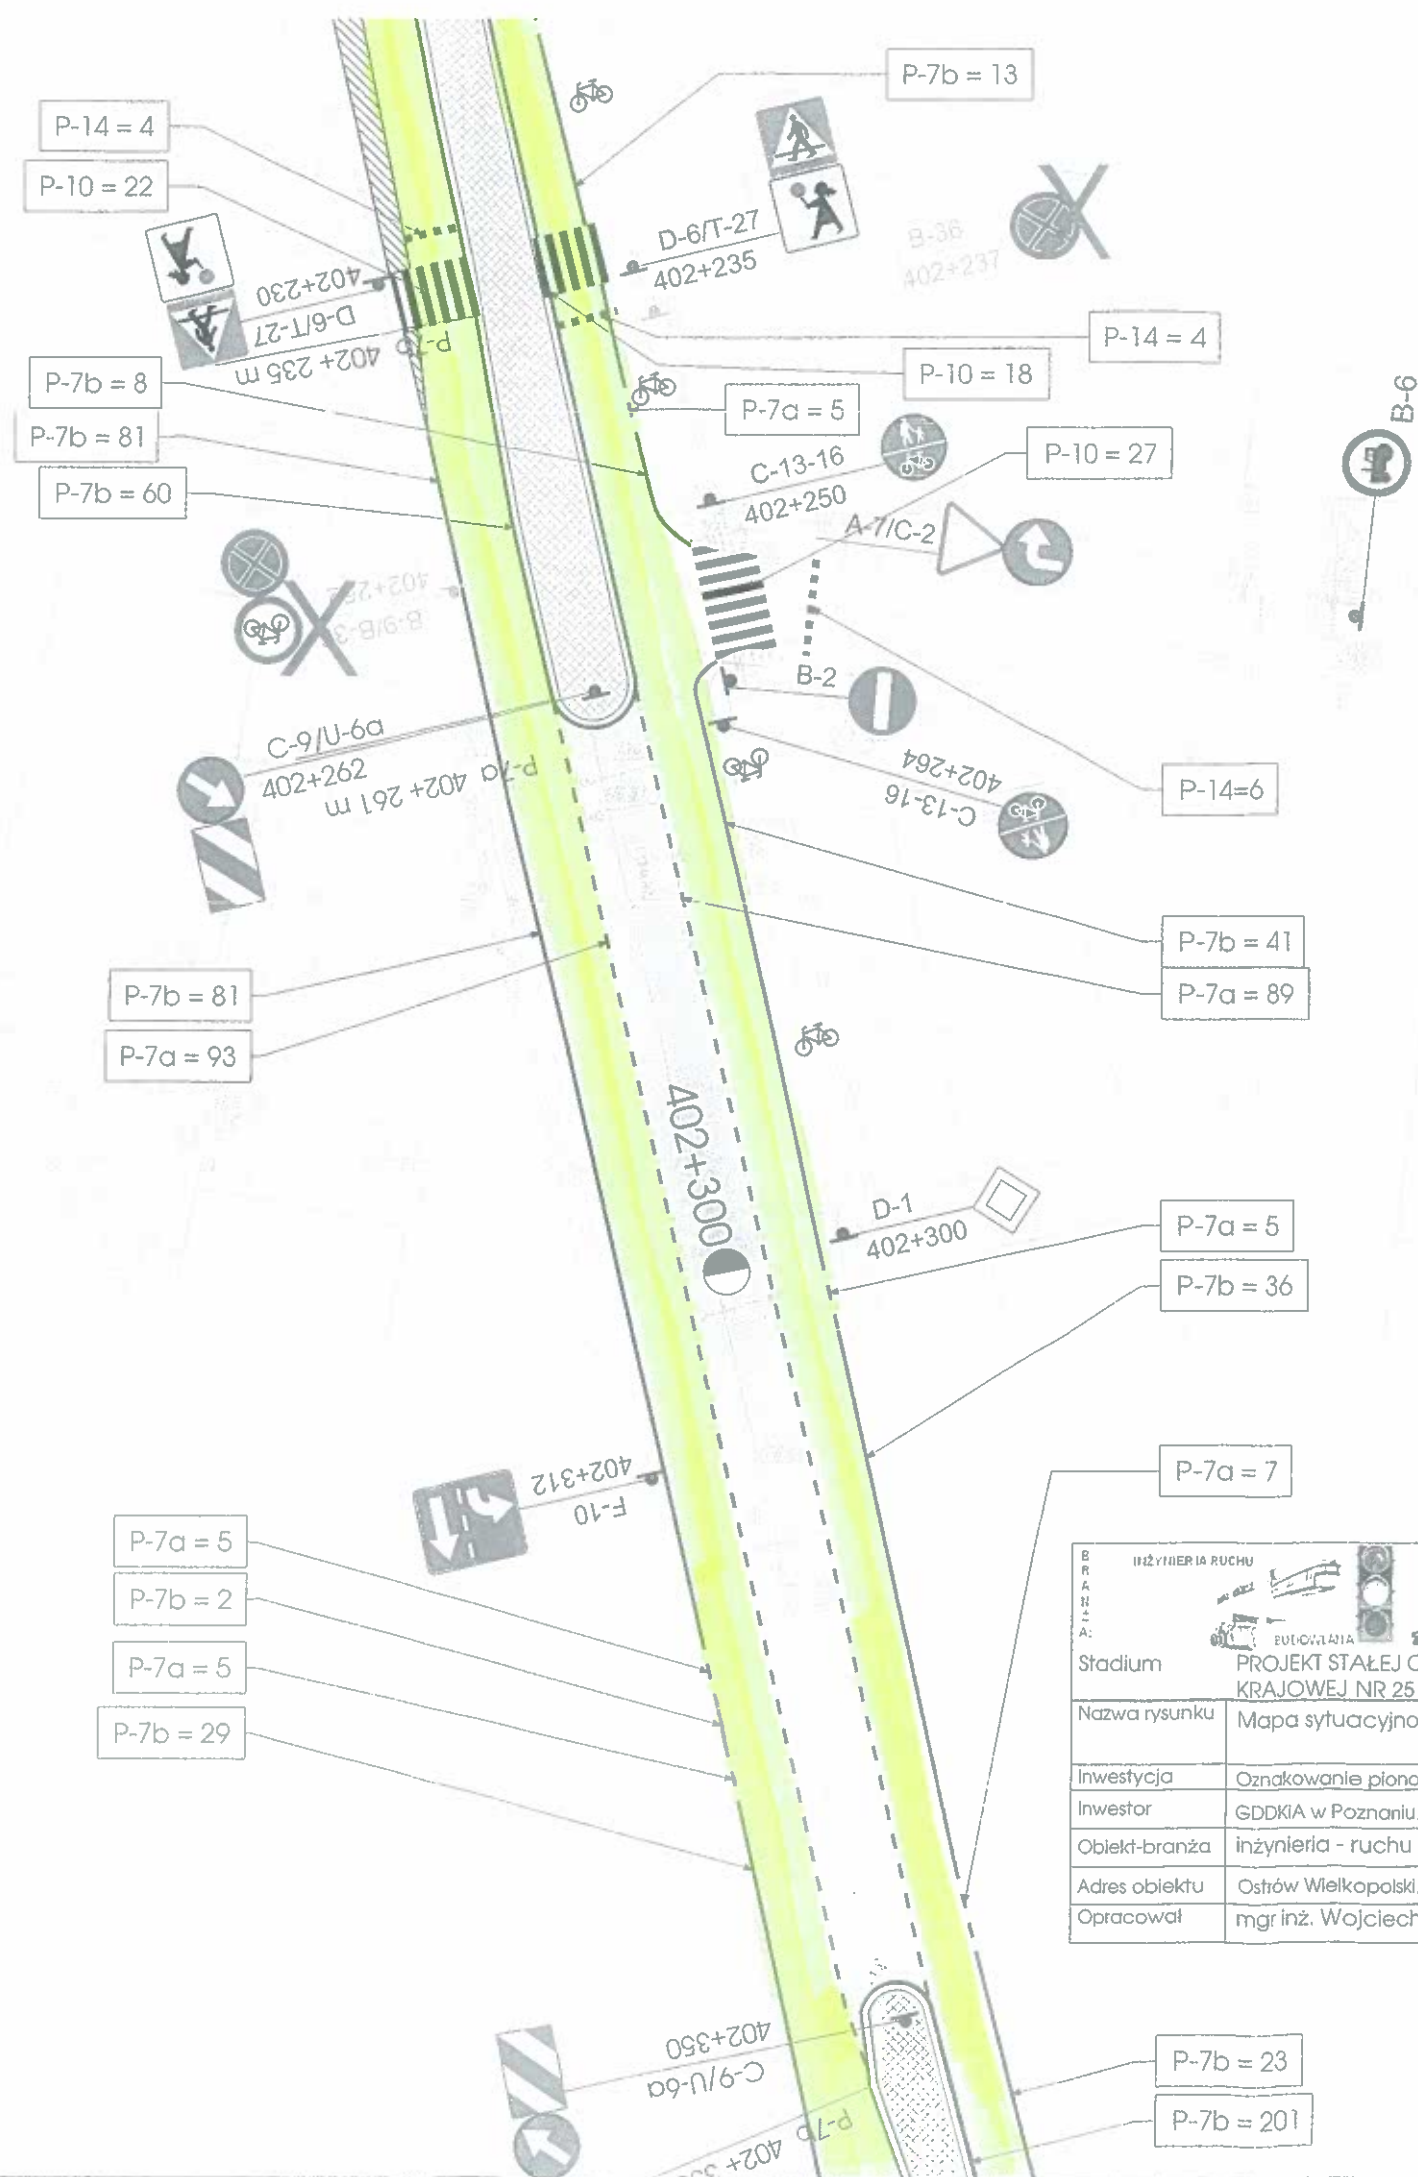 P-7b = 13
P-14 = 4
P-10 = 22
D-6/T-27
402+235
B-36
402+237
402+230
D-6/T-27
402+ 235 m
P-7b
P-14 = 4
P-10 = 18
P-7b = 8
P-7a = 5
B-6
P-7b = 81
C-13-16
402+250
P-10 = 27
P-7b = 60
A-7/C-2
B-2
C-9/U-6a
402+262
P-7a 402+ 261 m
402+264
C-13-16
P-14=6
P-7b = 41
P-7b = 81
P-7a = 89
P-7a = 93
402+300
D-1
402+300
P-7a = 5
P-7b = 36
402+312
F-10
P-7a = 7
P-7a = 5
P-7b = 2
P-7a = 5
P-7b = 29
BRANŻA:
INŻYNIERIA RUCHU
BUDOWLANA
Stadium
PROJEKT STAŁEJ O
KRAJOWEJ NR 25
Nazwa rysunku
Mapa sytuacyjno
Inwestycja
Oznakowanie piono
Inwestor
GDDKiA w Poznaniu,
Obiekt-branża
inżynieria - ruchu
Adres obiektu
Ostrów Wielkopolski,
Opracował
mgr inż. Wojciech
402+350
C-9/U-6a
P-7b 402+
P-7b = 23
P-7b = 201